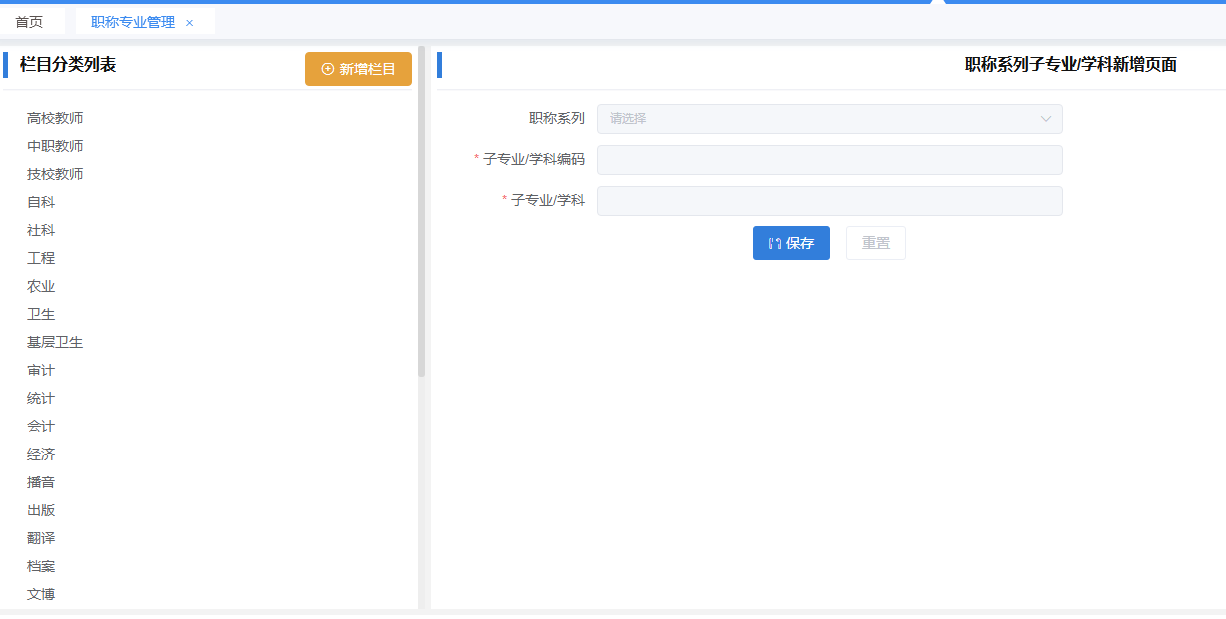 首页
职称专业管理 ×
栏目分类列表
新增栏目
高校教师
中职教师
技校教师
自科
社科
工程
农业
卫生
基层卫生
审计
统计
会计
经济
播音
出版
翻译
档案
文博
职称系列子专业/学科新增页面
职称系列 请选择
* 子专业/学科编码
* 子专业/学科
保存 重置